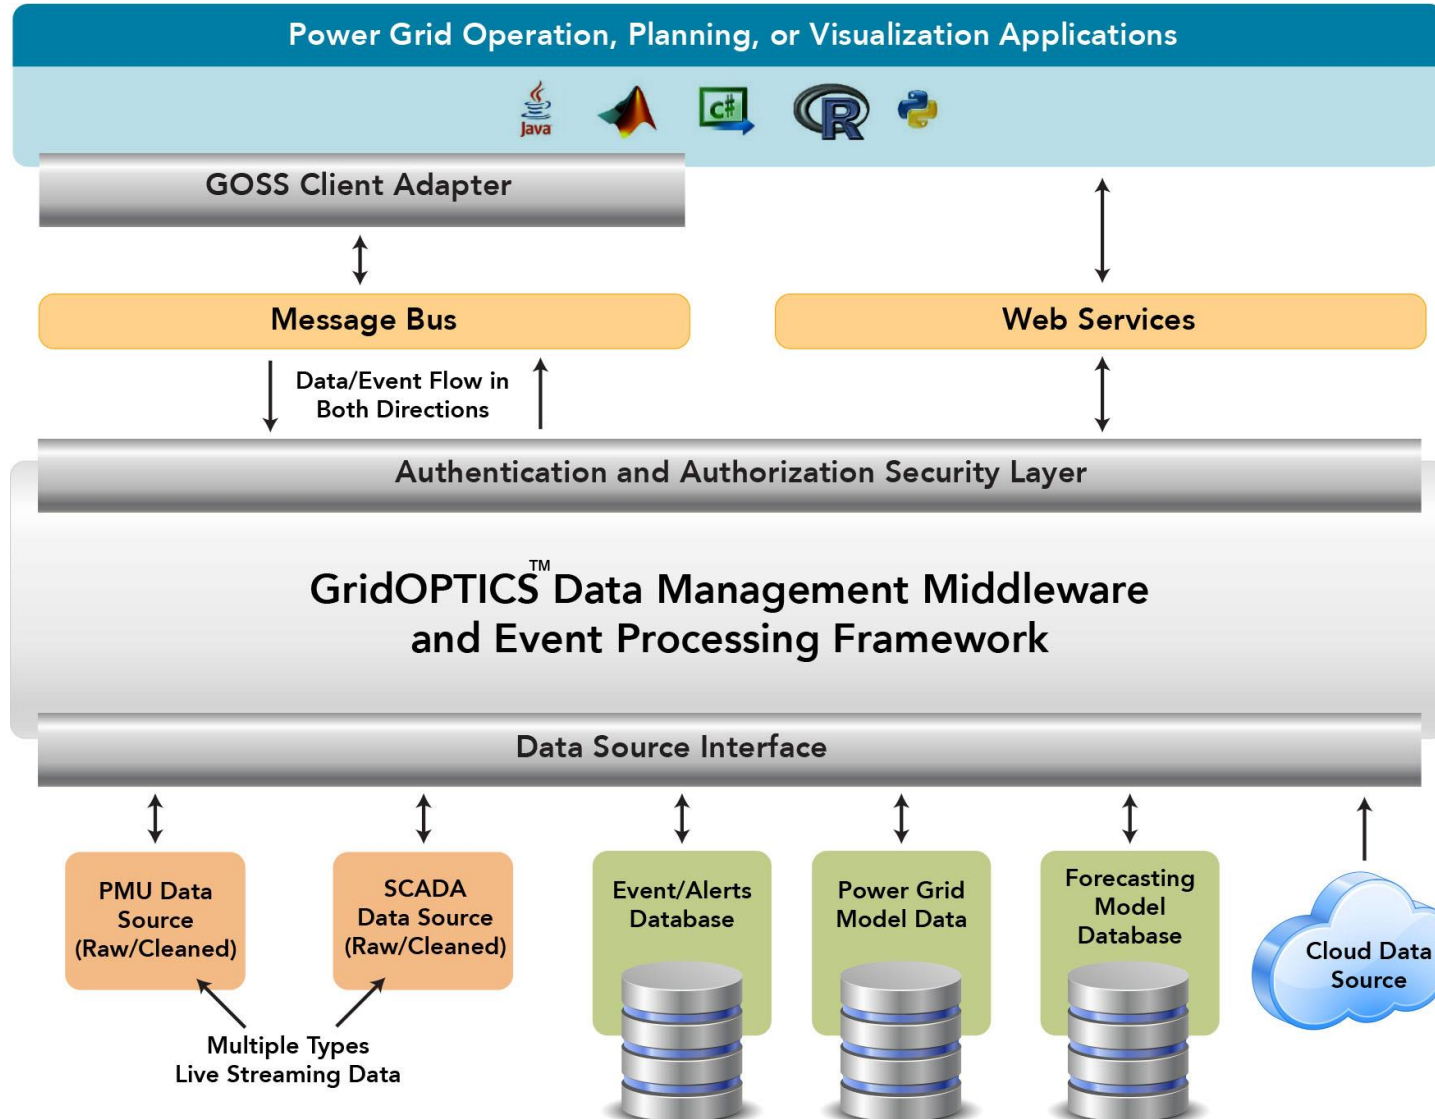 Power Grid Operation, Planning, or Visualization Applications
Java
C#
R
GOSS Client Adapter
Message Bus
Web Services
Data/Event Flow in
Both Directions
Authentication and Authorization Security Layer
GridOPTICS™ Data Management Middleware
and Event Processing Framework
Data Source Interface
PMU Data
Source
(Raw/Cleaned)
SCADA
Data Source
(Raw/Cleaned)
Event/Alerts
Database
Power Grid
Model Data
Forecasting
Model
Database
Cloud Data
Source
Multiple Types
Live Streaming Data